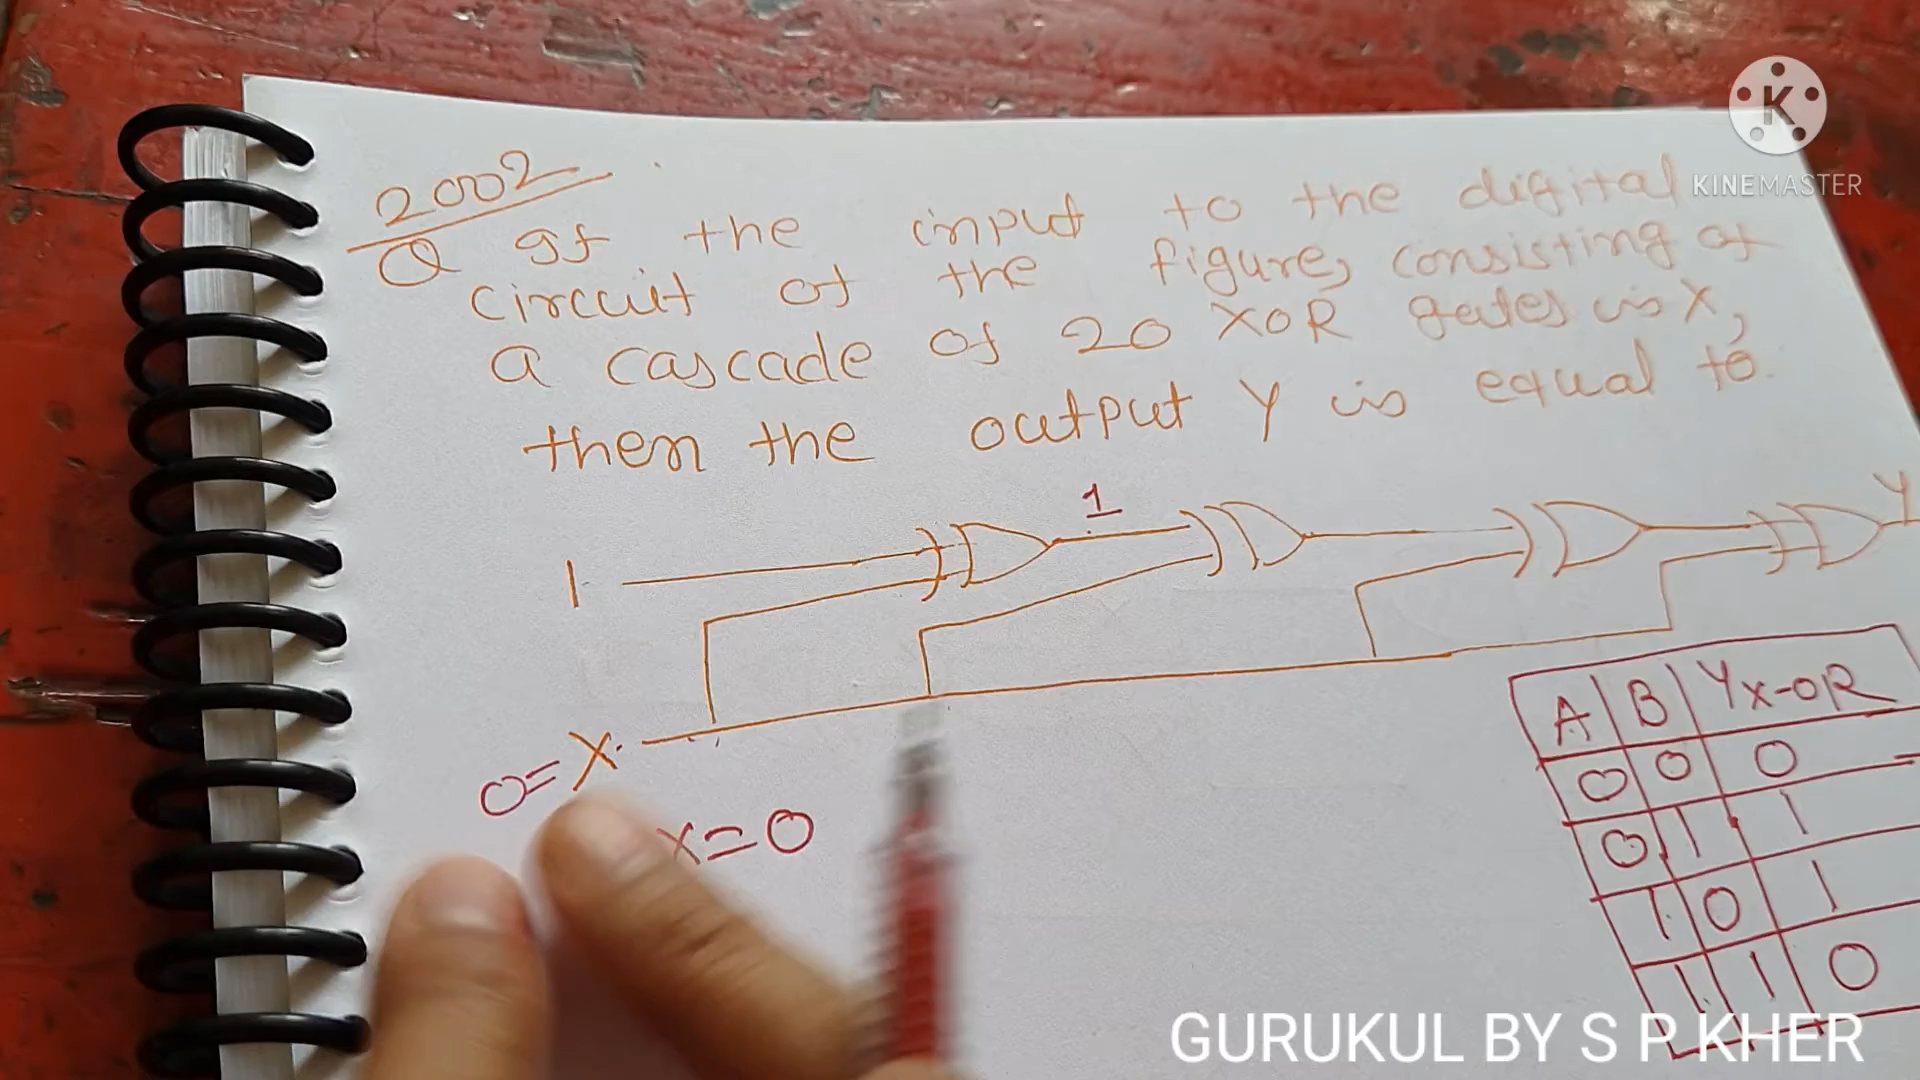 2002
Q If the input to the digital
circuit of the figure, consisting of
a cascade of 20 XOR gates is X,
then the output Y is equal to.
1
1
Y
0=X
X=0
A B Y X-OR
0 0 0
0 1 1
1 0 1
1 1 0
K
KINEMASTER
GURUKUL BY S P KHER